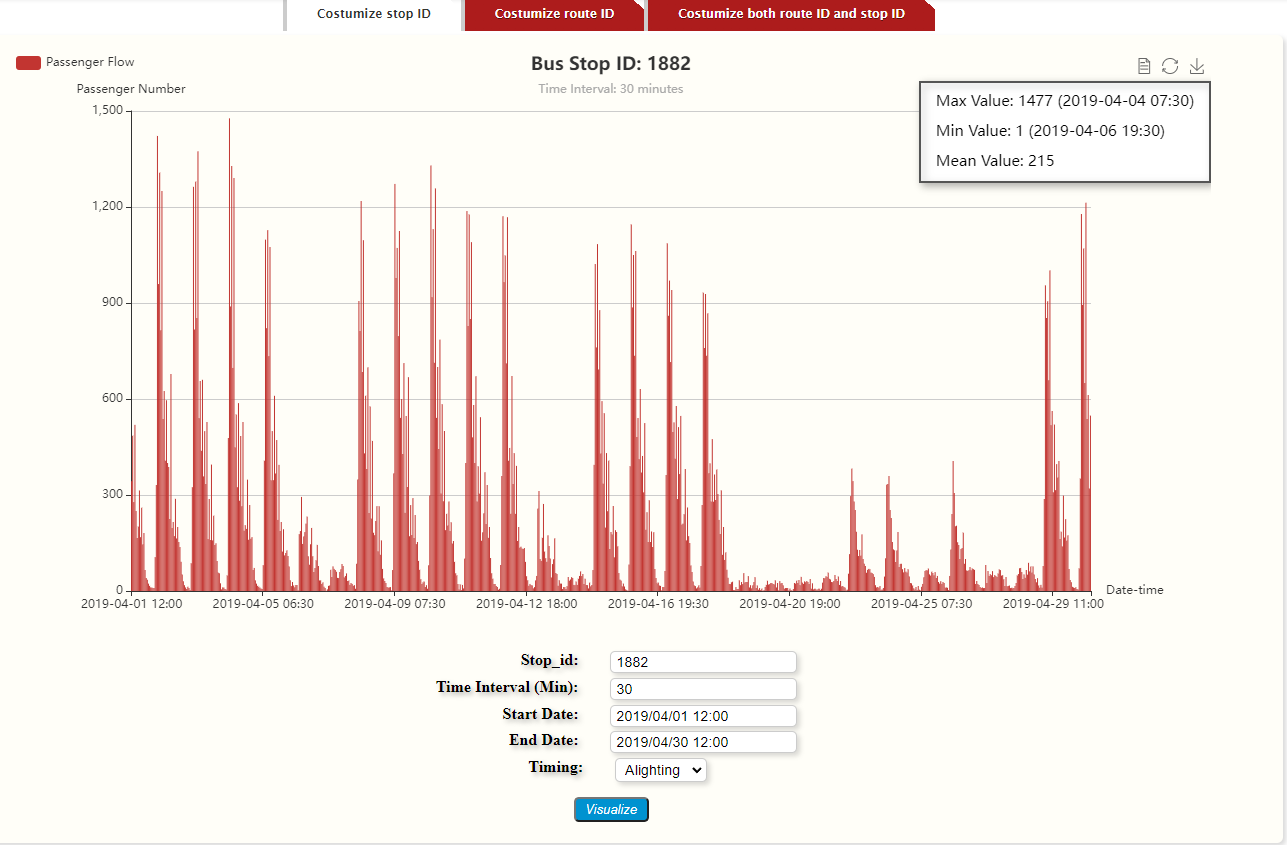 Costumize stop ID
Costumize route ID
Costumize both route ID and stop ID
Passenger Flow
Bus Stop ID: 1882
Time Interval: 30 minutes
Passenger Number
Max Value: 1477 (2019-04-04 07:30)
Min Value: 1 (2019-04-06 19:30)
Mean Value: 215
1,500
1,200
900
600
300
0
2019-04-01 12:00
2019-04-05 06:30
2019-04-09 07:30
2019-04-12 18:00
2019-04-16 19:30
2019-04-20 19:00
2019-04-25 07:30
2019-04-29 11:00
Date-time
Stop_id: 1882
Time Interval (Min): 30
Start Date: 2019/04/01 12:00
End Date: 2019/04/30 12:00
Timing: Alighting
Visualize